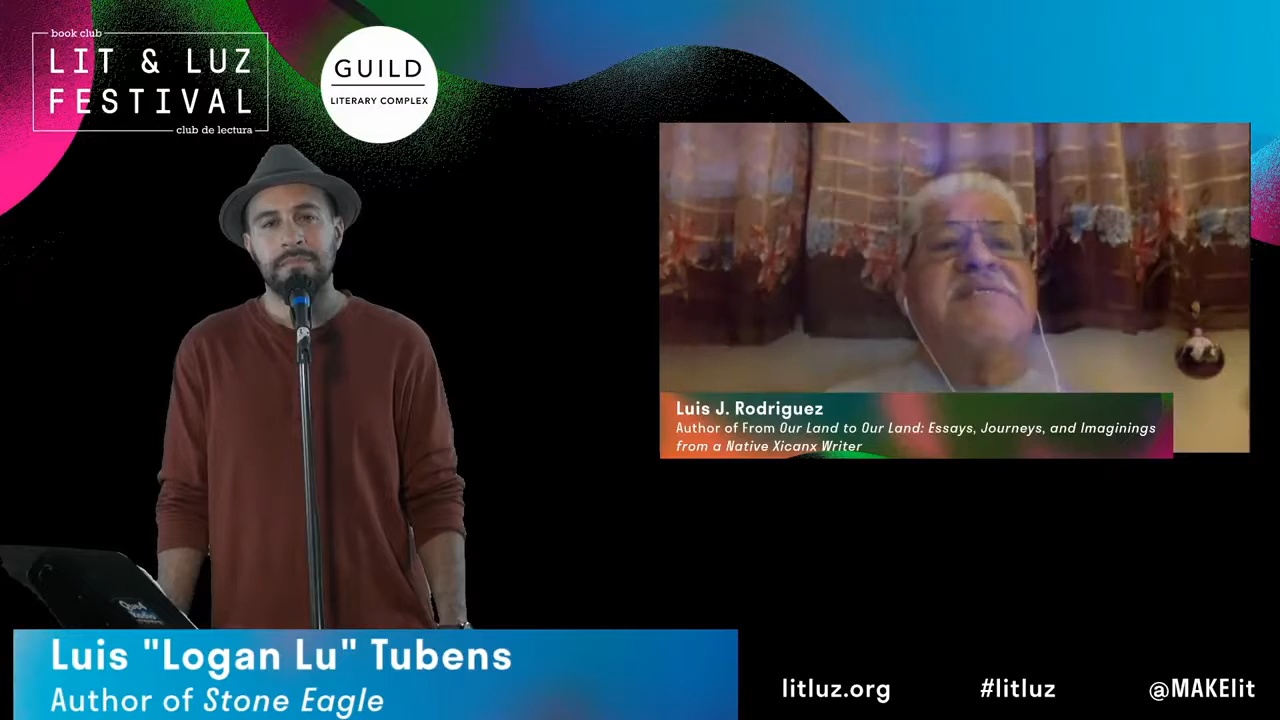 book club
LIT & LUZ
FESTIVAL
club de lectura
GUILD
LITERARY COMPLEX
Luis J. Rodriguez
Author of From Our Land to Our Land: Essays, Journeys, and Imaginings
from a Native Xicanx Writer
Luis "Logan Lu" Tubens
Author of Stone Eagle
litluz.org
#litluz
@MAKElit